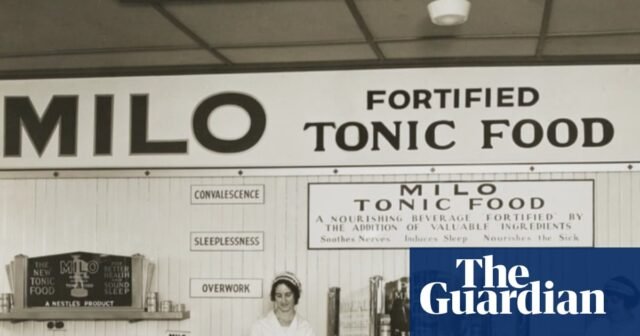 MILO
FORTIFIED
TONIC FOOD
CONVALESCENCE
SLEEPLESSNESS
OVERWORK
MILO
TONIC FOOD
A NOURISHING BEVERAGE FORTIFIED BY
THE ADDITION OF VALUABLE INGREDIENTS
Soothes Nerves Induces Sleep Nourishes the Sick
THE NEW TONIC FOOD
MILO
FOR BETTER HEALTH SOUND SLEEP
A NESTLES PRODUCT
MILO
The
Guardian